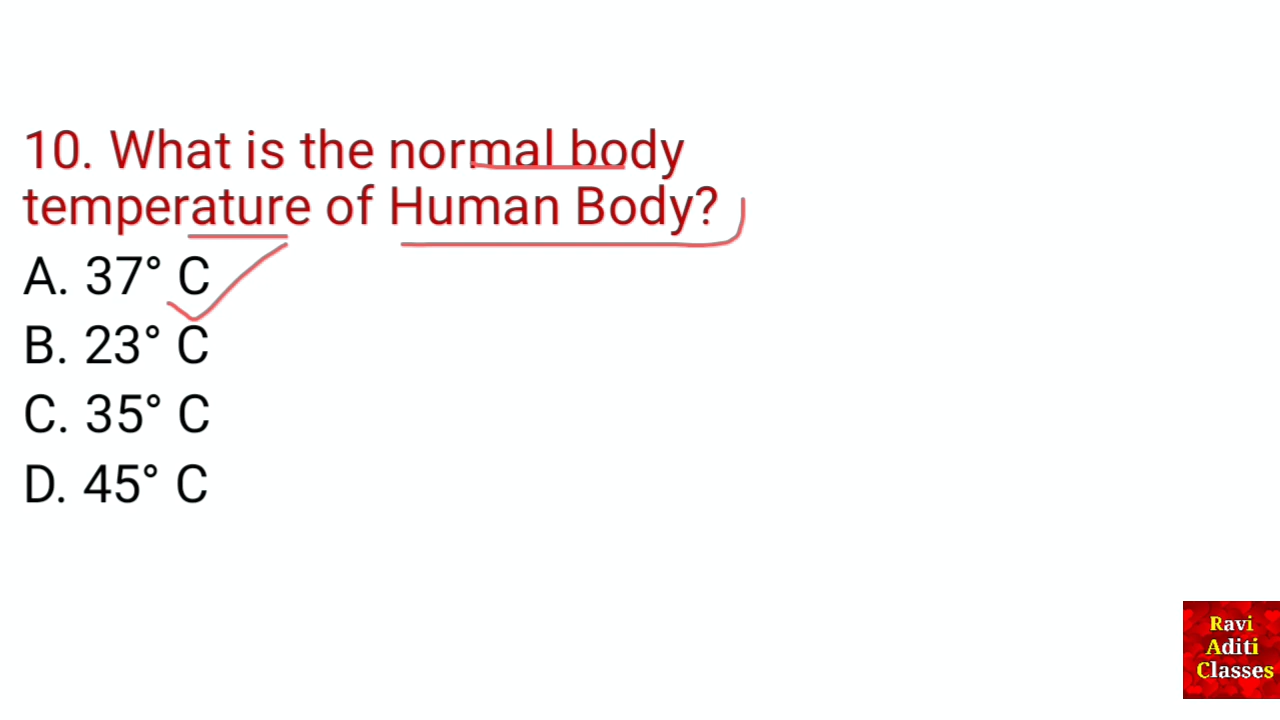 10. What is the normal body
temperature of Human Body?
A. 37° C
B. 23° C
C. 35° C
D. 45° C
Ravi
Aditi
Classes